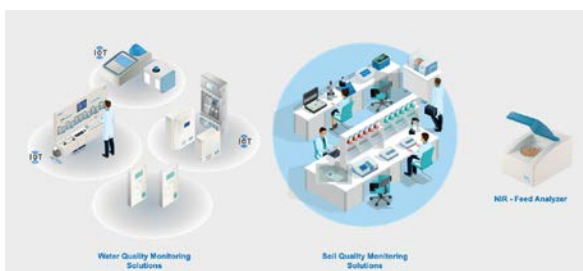 IOT
IOT
IOT
NIR - Feed Analyzer
Water Quality Monitoring
Solutions
Soil Quality Monitoring
Solutions